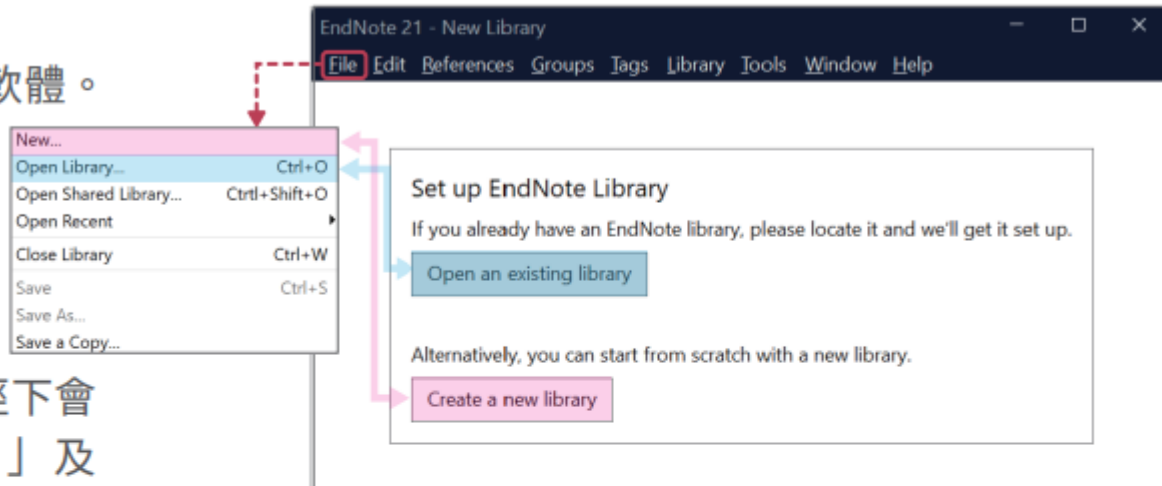 EndNote 21 - New Library
File Edit References Groups Tags Library Tools Window Help
軟體。
New...
Open Library... Ctrl+O
Open Shared Library... Ctrtl+Shift+O
Open Recent
Close Library Ctrl+W
Save Ctrl+S
Save As...
Save a Copy...
Set up EndNote Library
If you already have an EndNote library, please locate it and we'll get it set up.
Open an existing library
Alternatively, you can start from scratch with a new library.
Create a new library
下會
」及